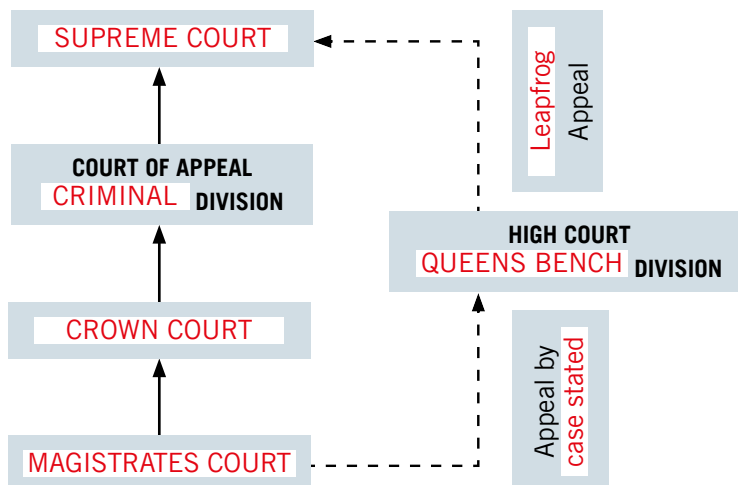 SUPREME COURT
Leapfrog
Appeal
COURT OF APPEAL
CRIMINAL DIVISION
HIGH COURT
QUEENS BENCH DIVISION
CROWN COURT
Appeal by
case stated
MAGISTRATES COURT